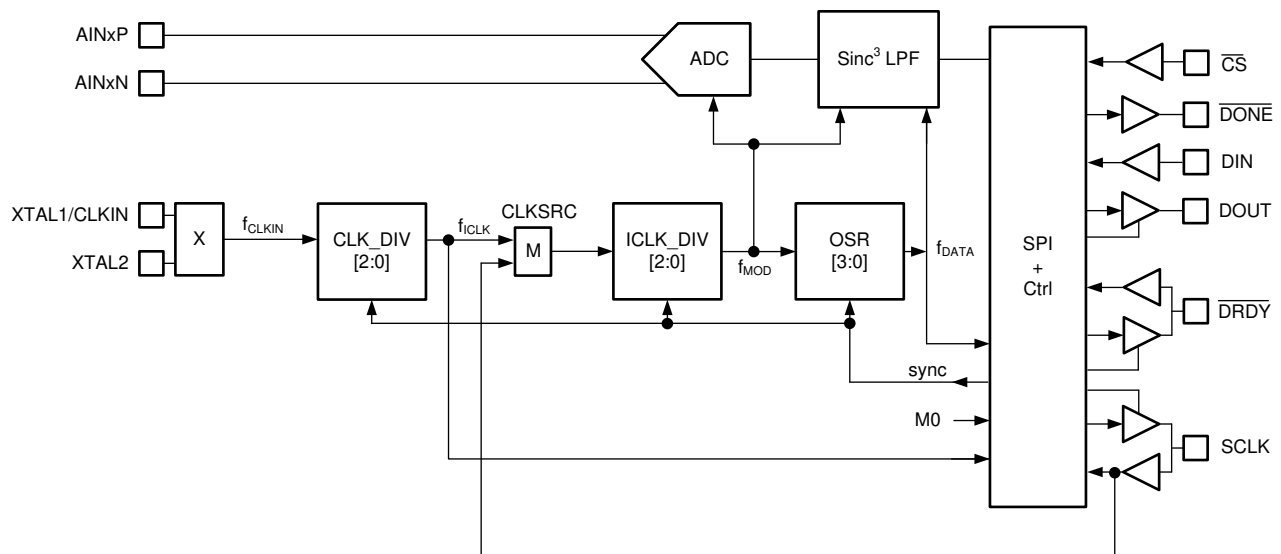 AINxP
AINxN
ADC
Sinc³ LPF
CS
DONE
DIN
DOUT
XTAL1/CLKIN
XTAL2
X
fCLKIN
CLK_DIV
[2:0]
fICLK
CLKSRC
M
ICLK_DIV
[2:0]
fMOD
OSR
[3:0]
fDATA
SPI
+
Ctrl
DRDY
sync
M0
SCLK